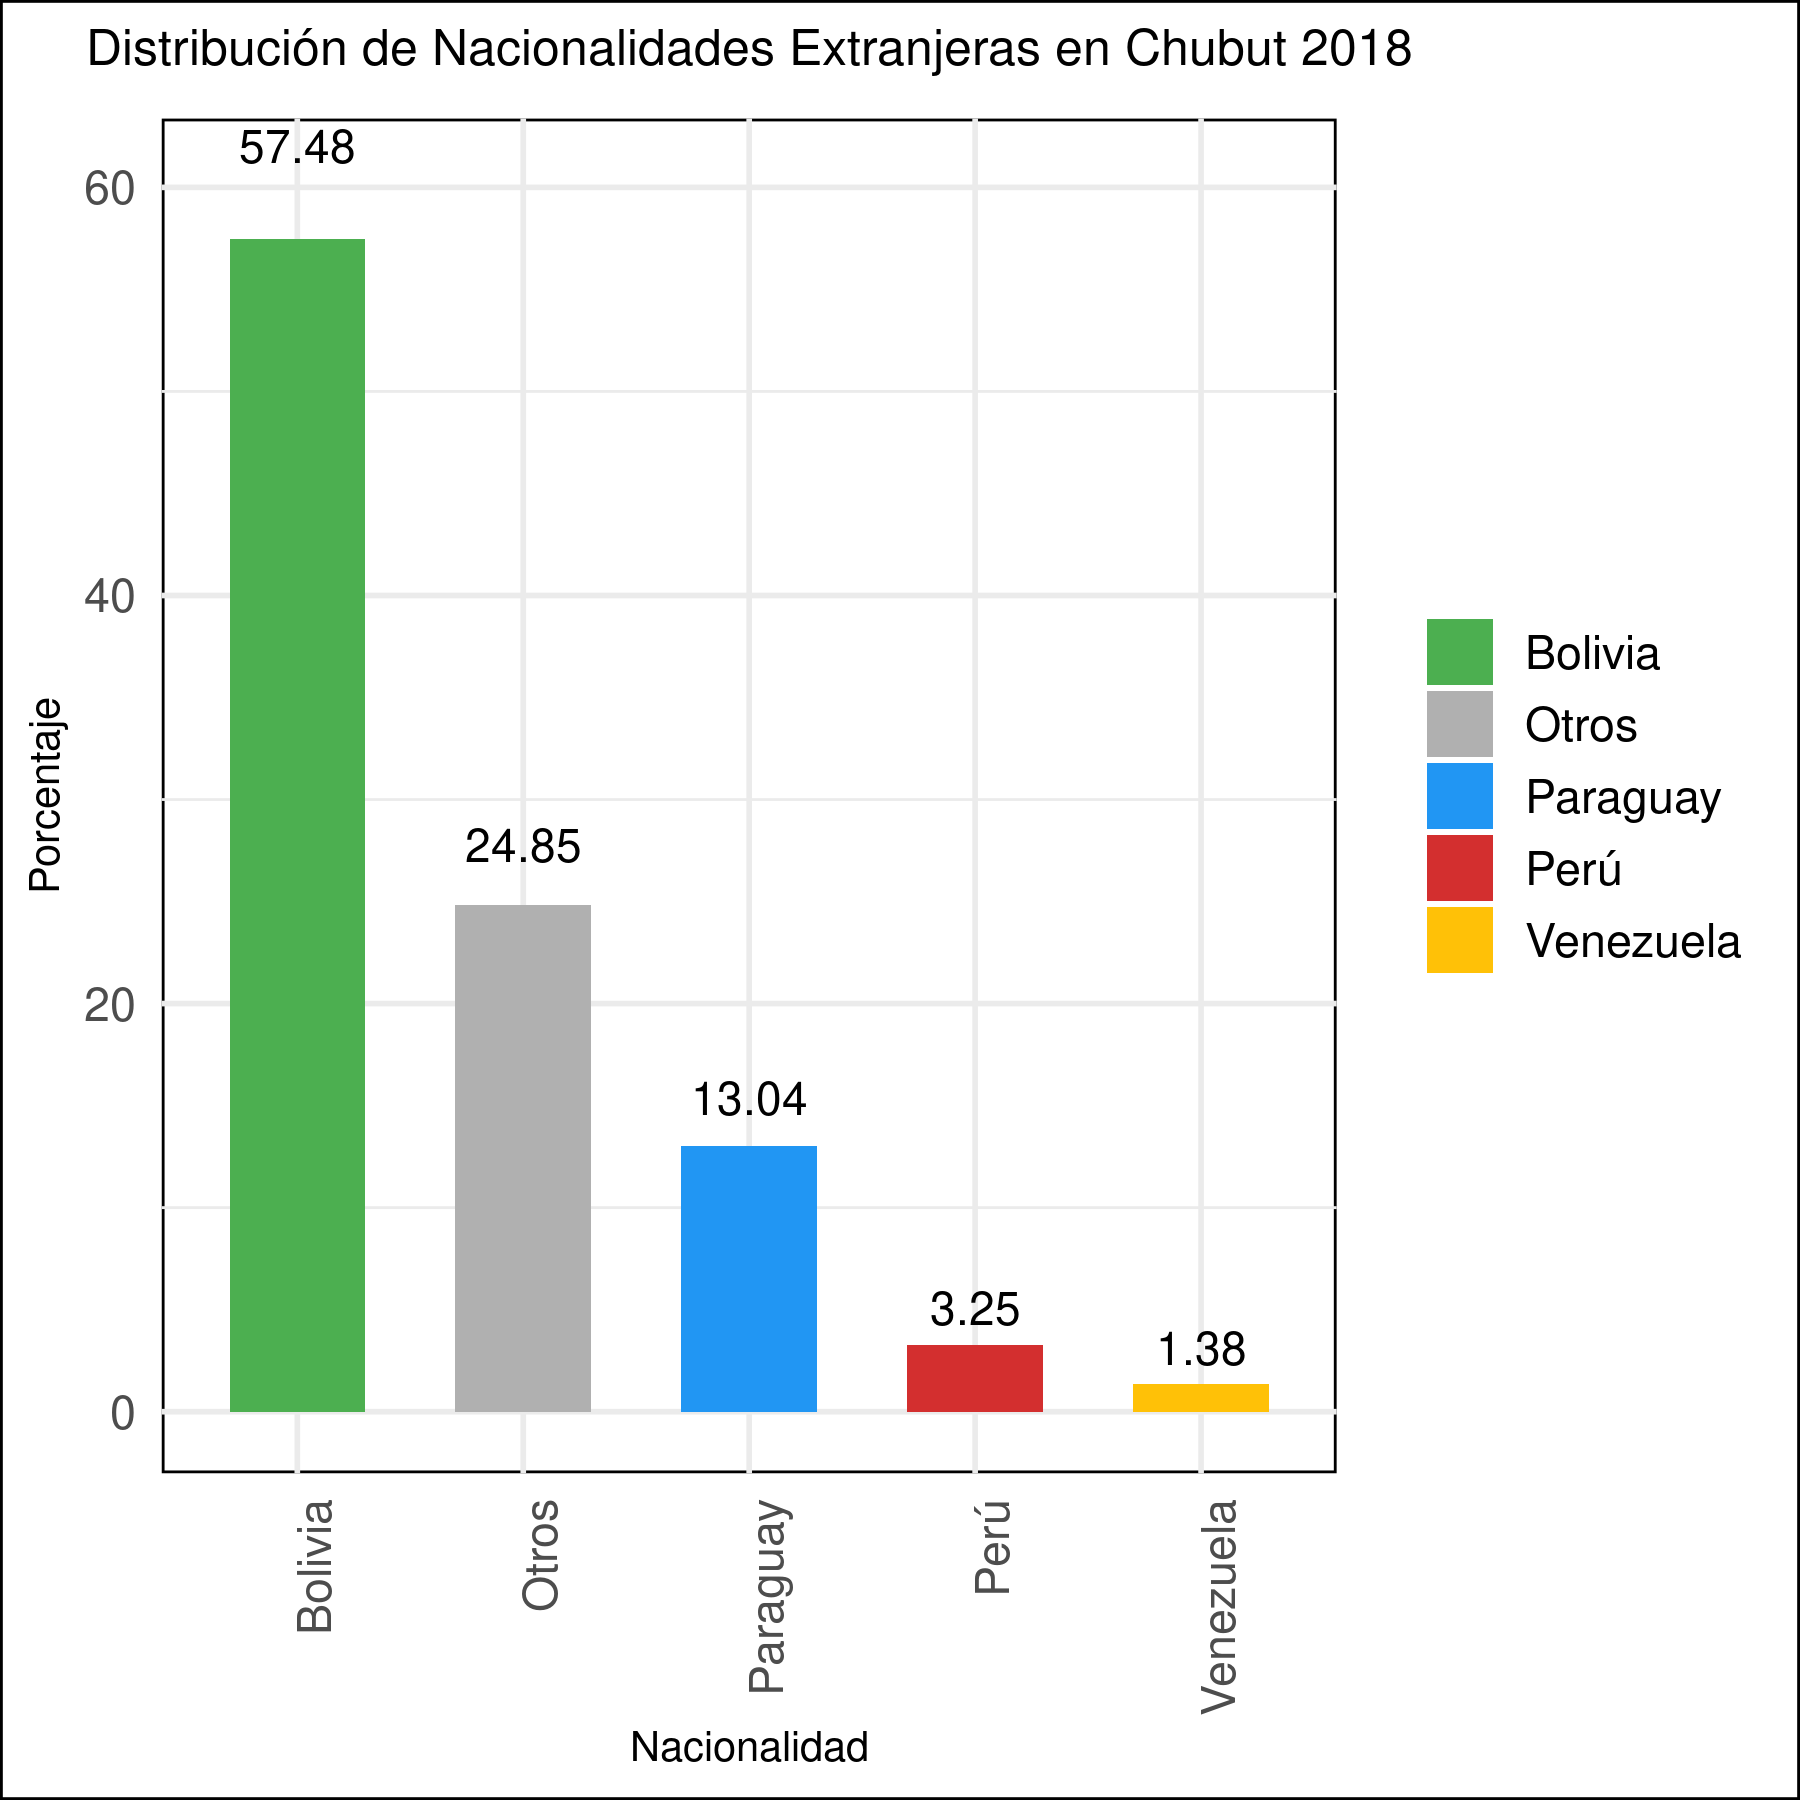 Distribución de Nacionalidades Extranjeras en Chubut 2018
Porcentaje
60
40
20
0
57.48
24.85
13.04
3.25
1.38
Bolivia
Otros
Paraguay
Perú
Venezuela
Nacionalidad
Bolivia
Otros
Paraguay
Perú
Venezuela